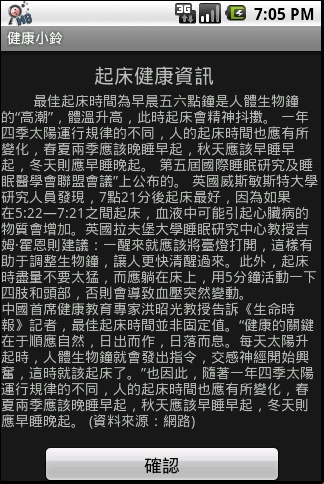 3G
7:05 PM
健康小鈴
起床健康資訊
最佳起床時間為早晨五六點鐘是人體生物鐘
的“高潮”，體溫升高，此時起床會精神抖擻。 一年
四季太陽運行規律的不同，人的起床時間也應有所
變化，春夏兩季應該晚睡早起，秋天應該早睡早
起，冬天則應早睡晚起。 第五屆國際睡眠研究及睡
眠醫學會聯盟會議”上公布的。 英國威斯敏斯特大學
研究人員發現，7點21分後起床最好，因為如果
在5:22—7:21之間起床，血液中可能引起心臟病的
物質會增加。英國拉夫堡大學睡眠研究中心教授吉
姆·霍恩則建議：一醒來就應該將臺燈打開，這樣有
助于調整生物鐘，讓人更快清醒過來。此外，起床
時盡量不要太猛，而應躺在床上，用5分鐘活動一下
四肢和頭部，否則會導致血壓突然變動。
中國首席健康教育專家洪昭光教授告訴《生命時
報》記者，最佳起床時間並非固定值。“健康的關鍵
在于順應自然，日出而作，日落而息。每天太陽升
起時，人體生物鐘就會發出指令，交感神經開始興
奮，這時就該起床了。”也因此，隨著一年四季太陽
運行規律的不同，人的起床時間也應有所變化，春
夏兩季應該晚睡早起，秋天應該早睡早起，冬天則
應早睡晚起。 (資料來源：網路)
確認